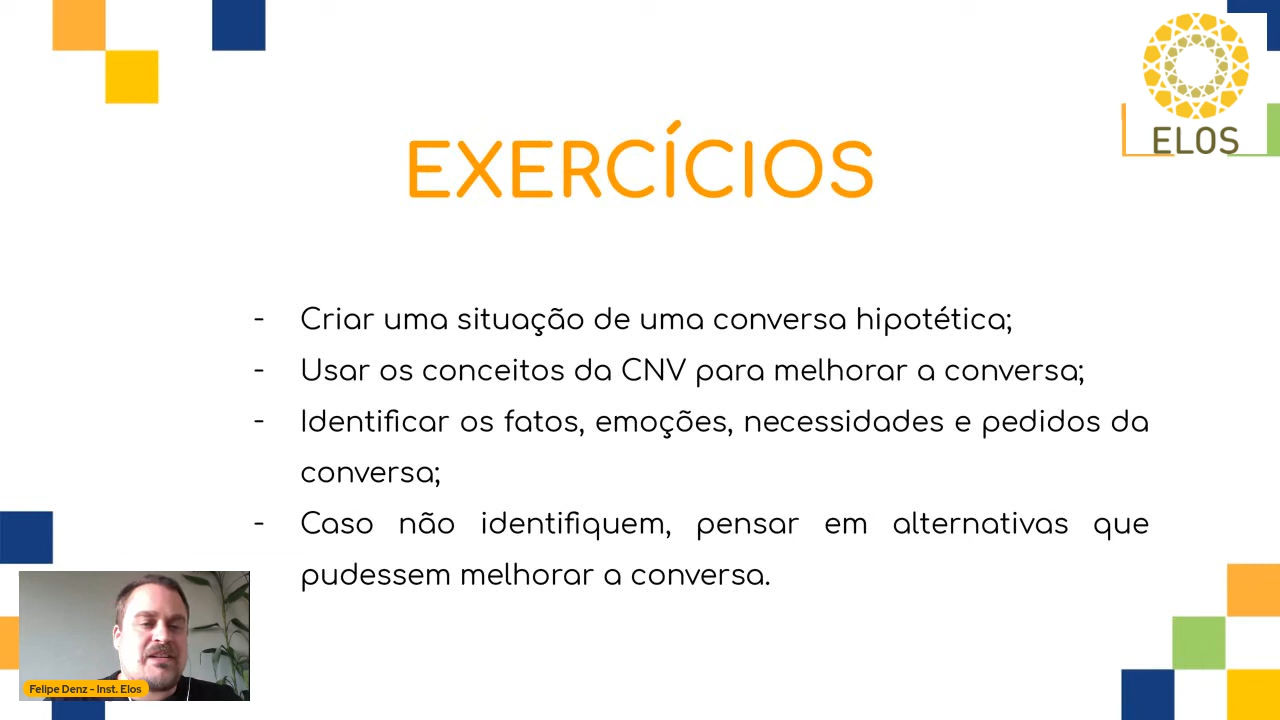 ELOS
EXERCÍCIOS
- Criar uma situação de uma conversa hipotética;
- Usar os conceitos da CNV para melhorar a conversa;
- Identificar os fatos, emoções, necessidades e pedidos da
conversa;
- Caso não identifiquem, pensar em alternativas que
pudessem melhorar a conversa.
Felipe Denz - Inst. Elos